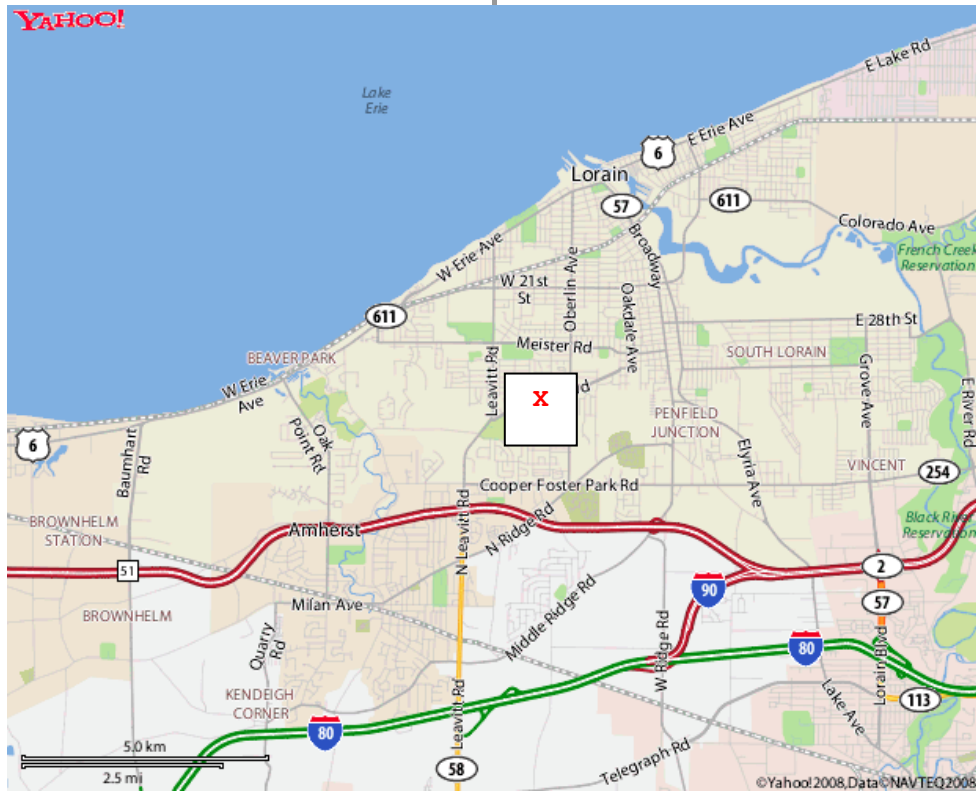 YAHOO!
E Lake Rd
Lake
Erie
E Erie Ave
6
Lorain
57
611
Colorado Ave
Broadway
French Creek
Reservation
W Erie Ave
Oberlin Ave
W 21st
St
Oakdale Ave
611
E 28th St
Meister Rd
BEAVER PARK
SOUTH LORAIN
Leavitt Rd
Grove Ave
E River Rd
W Erie
Ave
x
PENFIELD
JUNCTION
6
Baumhart
Rd
Oak
Point Rd
Elyria Ave
VINCENT
254
Cooper Foster Park Rd
BROWNHELM
STATION
Amherst
N Leavitt Rd
N Ridge Rd
Black River
Reservation
51
2
90
57
Milan Ave
BROWNHELM
Middle Ridge Rd
Quarry
Rd
W Ridge Rd
80
Lorain Blvd
KENDEIGH
CORNER
Leavitt Rd
Lake Ave
113
80
5.0 km
2.5 mi
58
Telegraph Rd
©Yahoo!2008,Data©NAVTEQ2008